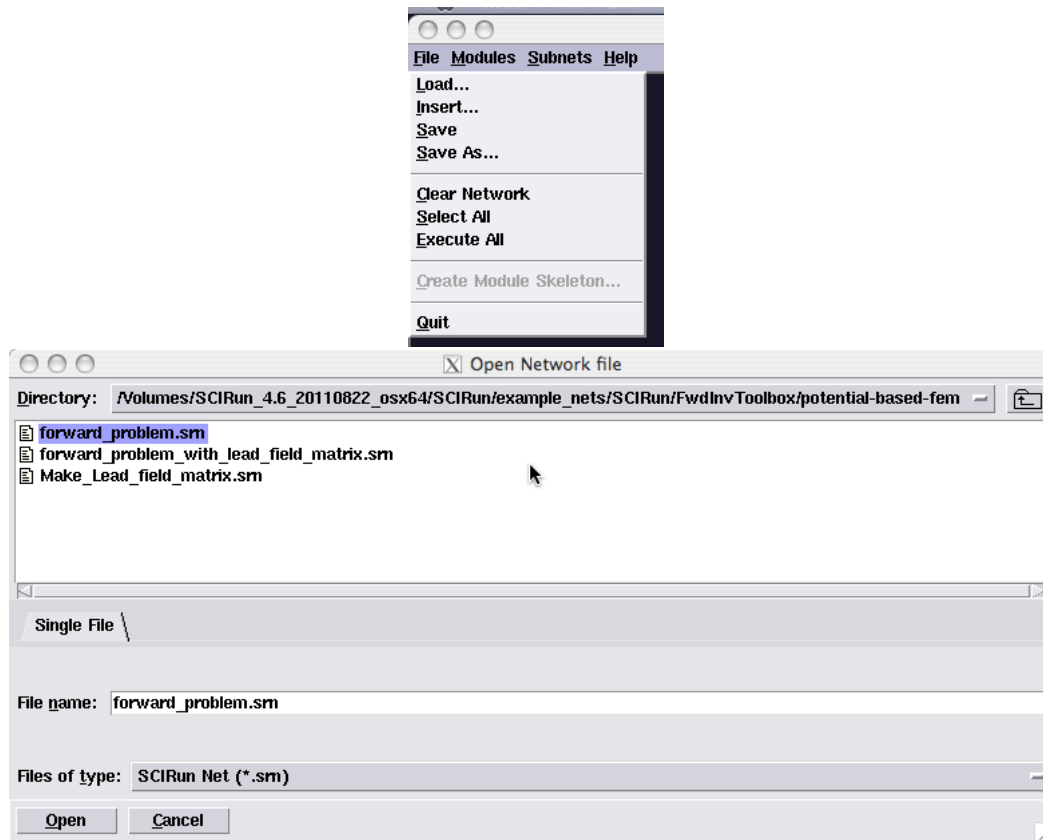 File Modules Subnets Help
Load...
Insert...
Save
Save As...
Clear Network
Select All
Execute All
Create Module Skeleton...
Quit
X Open Network file
Directory: /Volumes/SCIRun_4.6_20110822_osx64/SCIRun/example_nets/SCIRun/FwdInvToolbox/potential-based-fem
forward_problem.srn
forward_problem_with_lead_field_matrix.srn
Make_Lead_field_matrix.srn
Single File
File name: forward_problem.srn
Files of type: SCIRun Net (*.srn)
Open Cancel